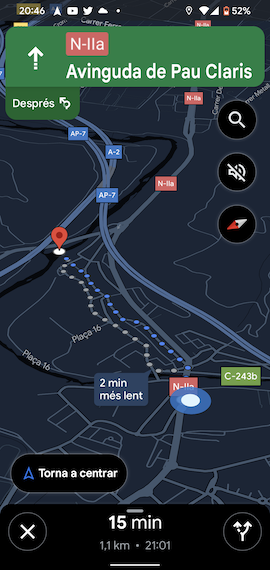 20:46
52%
N-IIa
Avinguda de Pau Claris
Després
N-IIa
AP-7
A-2
N-IIa
AP-7
Plaça 16
Plaça 16
C-243b
2 min
més lent
N-IIa
Torna a centrar
15 min
1,1 km • 21:01